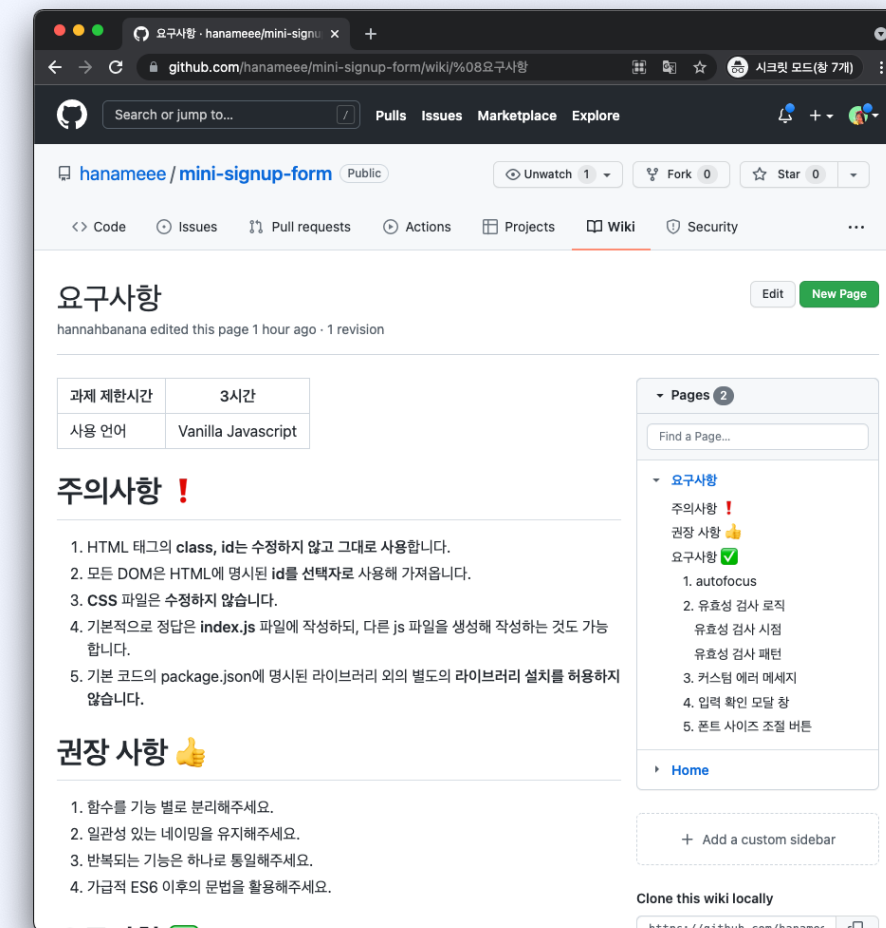 요구사항 · hanameee/mini-signu
github.com/hanameee/mini-signup-form/wiki/%08요구사항
시크릿 모드(창 7개)
Search or jump to...
/
Pulls Issues Marketplace Explore
hanameee / mini-signup-form Public
Unwatch 1
Fork 0
Star 0
Code Issues Pull requests Actions Projects Wiki Security
요구사항
Edit New Page
hannahbanana edited this page 1 hour ago · 1 revision
과제 제한시간 3시간
사용 언어 Vanilla Javascript
주의사항 ❗
1. HTML 태그의 class, id는 수정하지 않고 그대로 사용합니다.
2. 모든 DOM은 HTML에 명시된 id를 선택자로 사용해 가져옵니다.
3. CSS 파일은 수정하지 않습니다.
4. 기본적으로 정답은 index.js 파일에 작성하되, 다른 js 파일을 생성해 작성하는 것도 가능
합니다.
5. 기본 코드의 package.json에 명시된 라이브러리 외의 별도의 라이브러리 설치를 허용하지
않습니다.
권장 사항 👍
1. 함수를 기능 별로 분리해주세요.
2. 일관성 있는 네이밍을 유지해주세요.
3. 반복되는 기능은 하나로 통일해주세요.
4. 가급적 ES6 이후의 문법을 활용해주세요.
Pages 2
Find a Page...
요구사항
주의사항 ❗
권장 사항 👍
요구사항 ✅
1. autofocus
2. 유효성 검사 로직
유효성 검사 시점
유효성 검사 패턴
3. 커스텀 에러 메세지
4. 입력 확인 모달 창
5. 폰트 사이즈 조절 버튼
Home
+ Add a custom sidebar
Clone this wiki locally